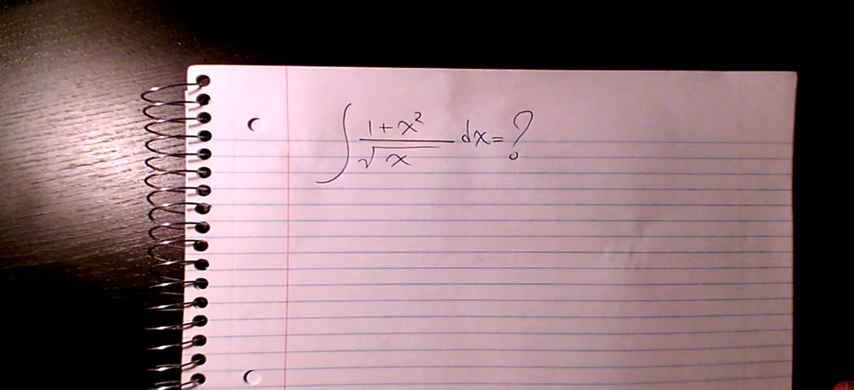 ∫ (1+x²)/√x dx=?